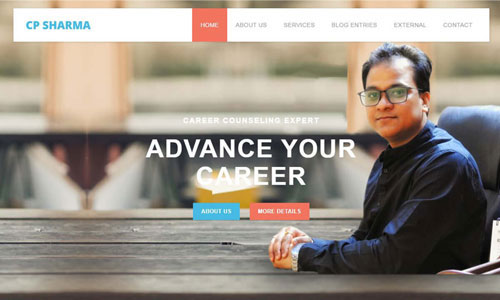 CP SHARMA
HOME ABOUT US SERVICES BLOG ENTRIES EXTERNAL CONTACT
CAREER COUNSELING EXPERT
ADVANCE YOUR
CAREER
ABOUT US MORE DETAILS